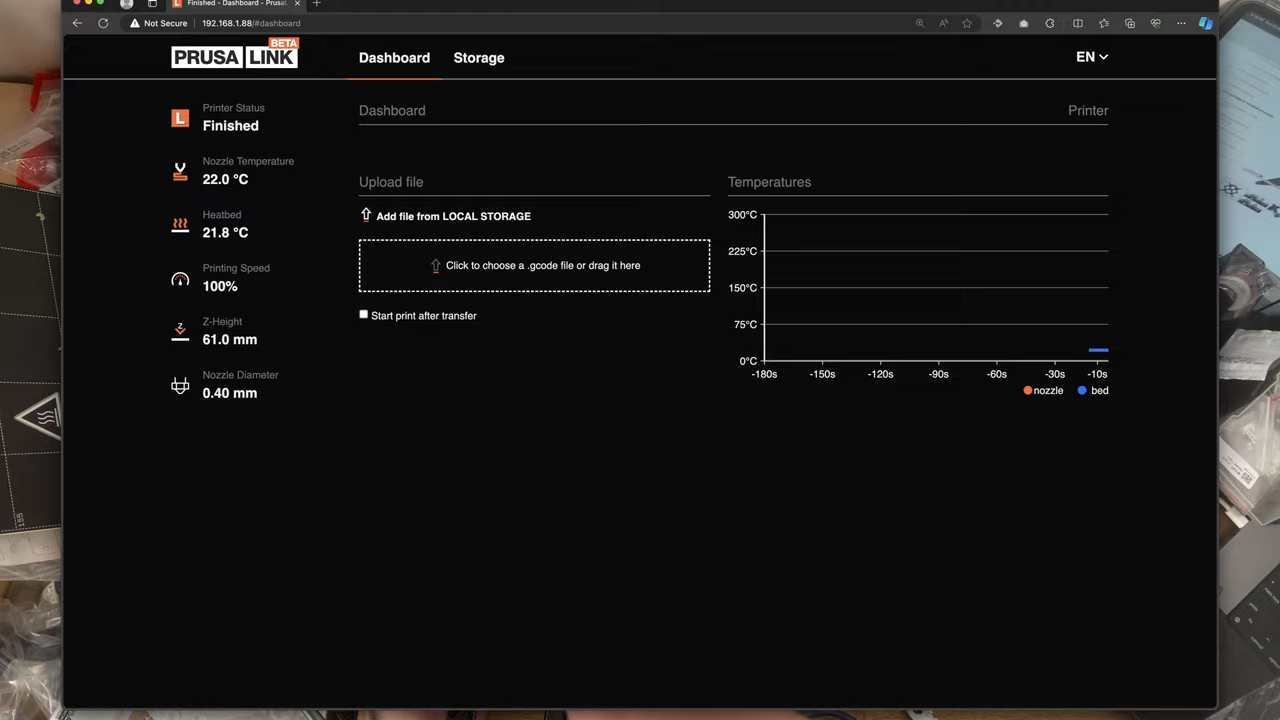 Finished - Dashboard - Prusa
Not Secure 192.168.1.88/#dashboard
BETA
PRUSA LINK
Dashboard
Storage
EN
Printer Status
Finished
Nozzle Temperature
22.0 °C
Heatbed
21.8 °C
Printing Speed
100%
Z-Height
61.0 mm
Nozzle Diameter
0.40 mm
Dashboard
Printer
Upload file
Add file from LOCAL STORAGE
Click to choose a .gcode file or drag it here
Start print after transfer
Temperatures
300°C
225°C
150°C
75°C
0°C
-180s -150s -120s -90s -60s -30s -10s
nozzle bed
155